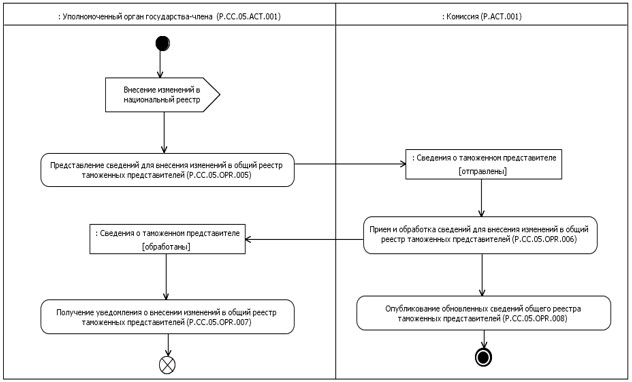 : Уполномоченный орган государства-члена (P.CC.05.ACT.001)
: Комиссия (P.ACT.001)
Внесение изменений в
национальный реестр
Представление сведений для внесения изменений в общий реестр
таможенных представителей (P.CC.05.OPR.005)
: Сведения о таможенном представителе
[отправлены]
: Сведения о таможенном представителе
[обработаны]
Прием и обработка сведений для внесения изменений в общий
реестр таможенных представителей (P.CC.05.OPR.006)
Получение уведомления о внесении изменений в общий реестр
таможенных представителей (P.CC.05.OPR.007)
Опубликование обновленных сведений общего реестра
таможенных представителей (P.CC.05.OPR.008)